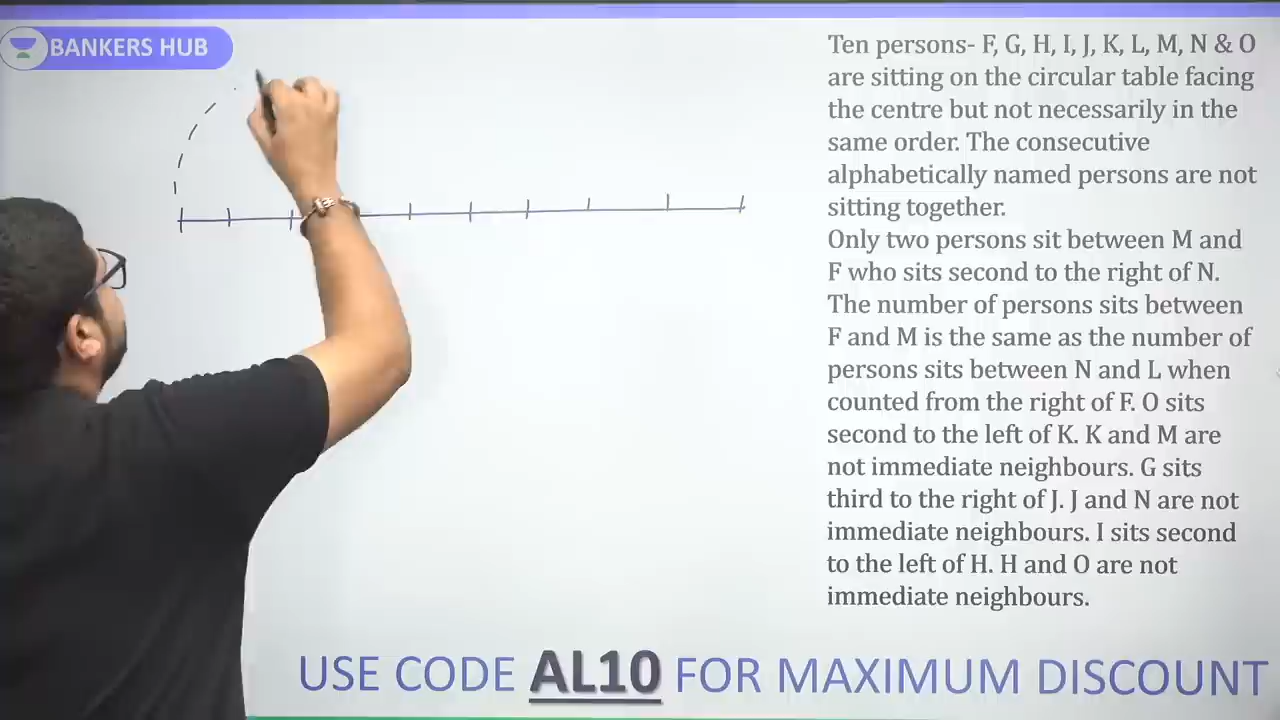 BANKERS HUB
Ten persons- F, G, H, I, J, K, L, M, N & O
are sitting on the circular table facing
the centre but not necessarily in the
same order. The consecutive
alphabetically named persons are not
sitting together.
Only two persons sit between M and
F who sits second to the right of N.
The number of persons sits between
F and M is the same as the number of
persons sits between N and L when
counted from the right of F. O sits
second to the left of K. K and M are
not immediate neighbours. G sits
third to the right of J. J and N are not
immediate neighbours. I sits second
to the left of H. H and O are not
immediate neighbours.
USE CODE AL10 FOR MAXIMUM DISCOUNT